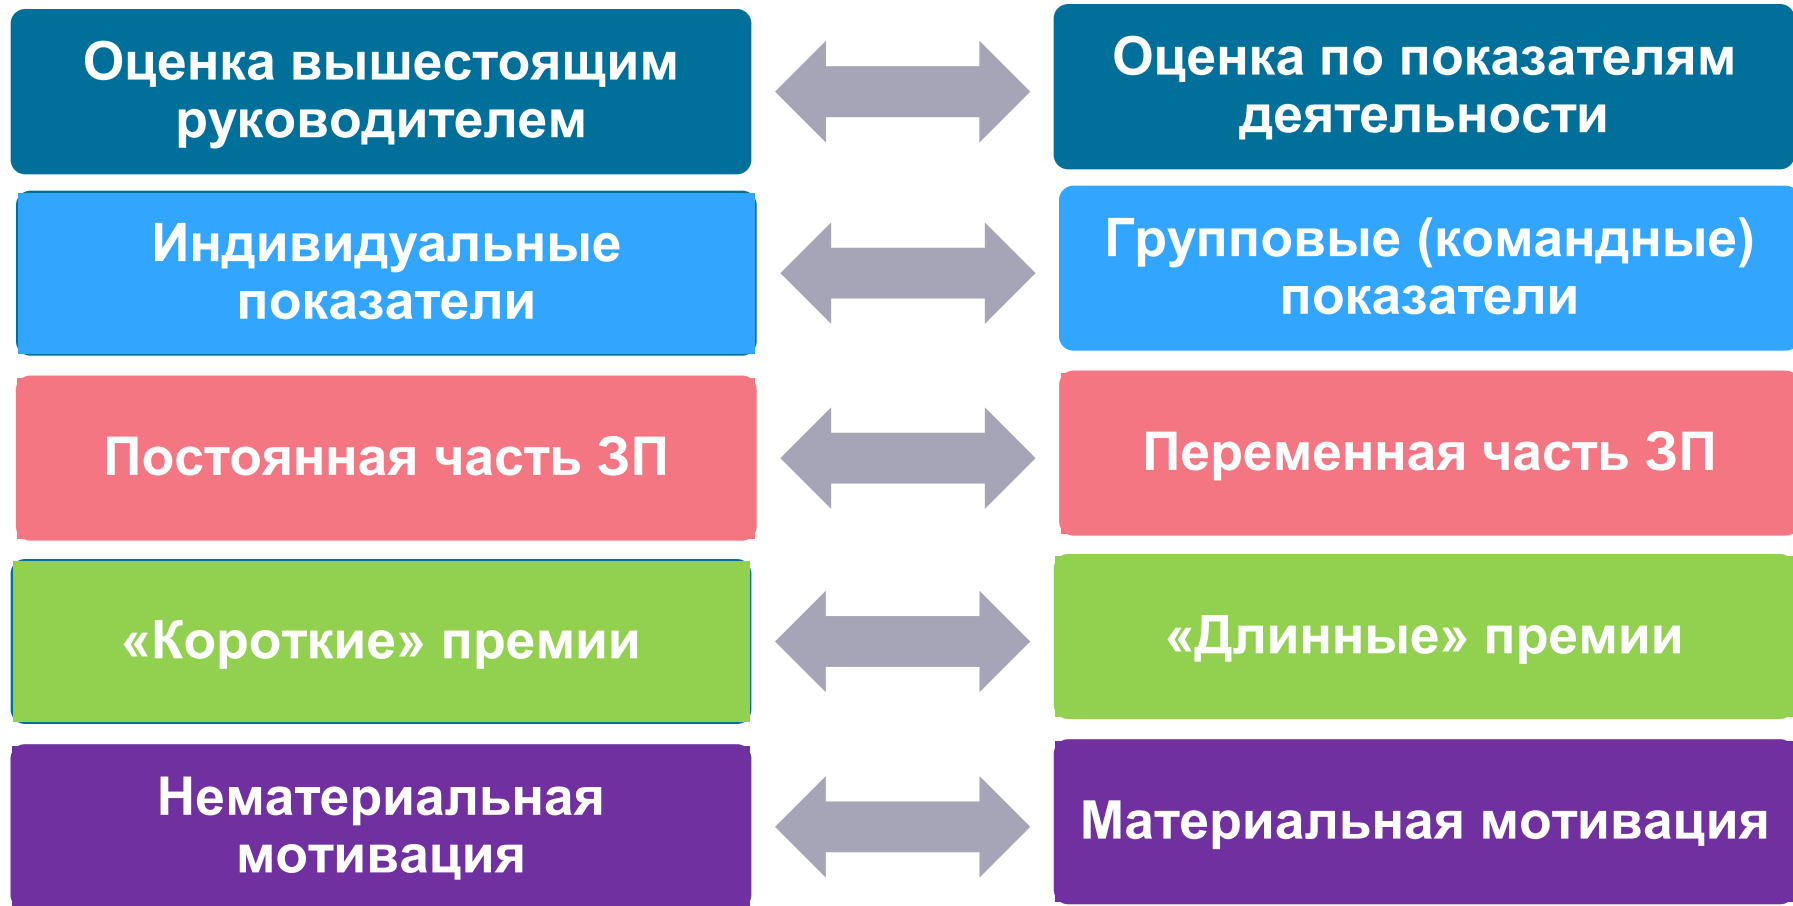 Оценка вышестоящим
руководителем
Оценка по показателям
деятельности
Индивидуальные
показатели
Групповые (командные)
показатели
Постоянная часть ЗП
Переменная часть ЗП
«Короткие» премии
«Длинные» премии
Нематериальная
мотивация
Материальная мотивация